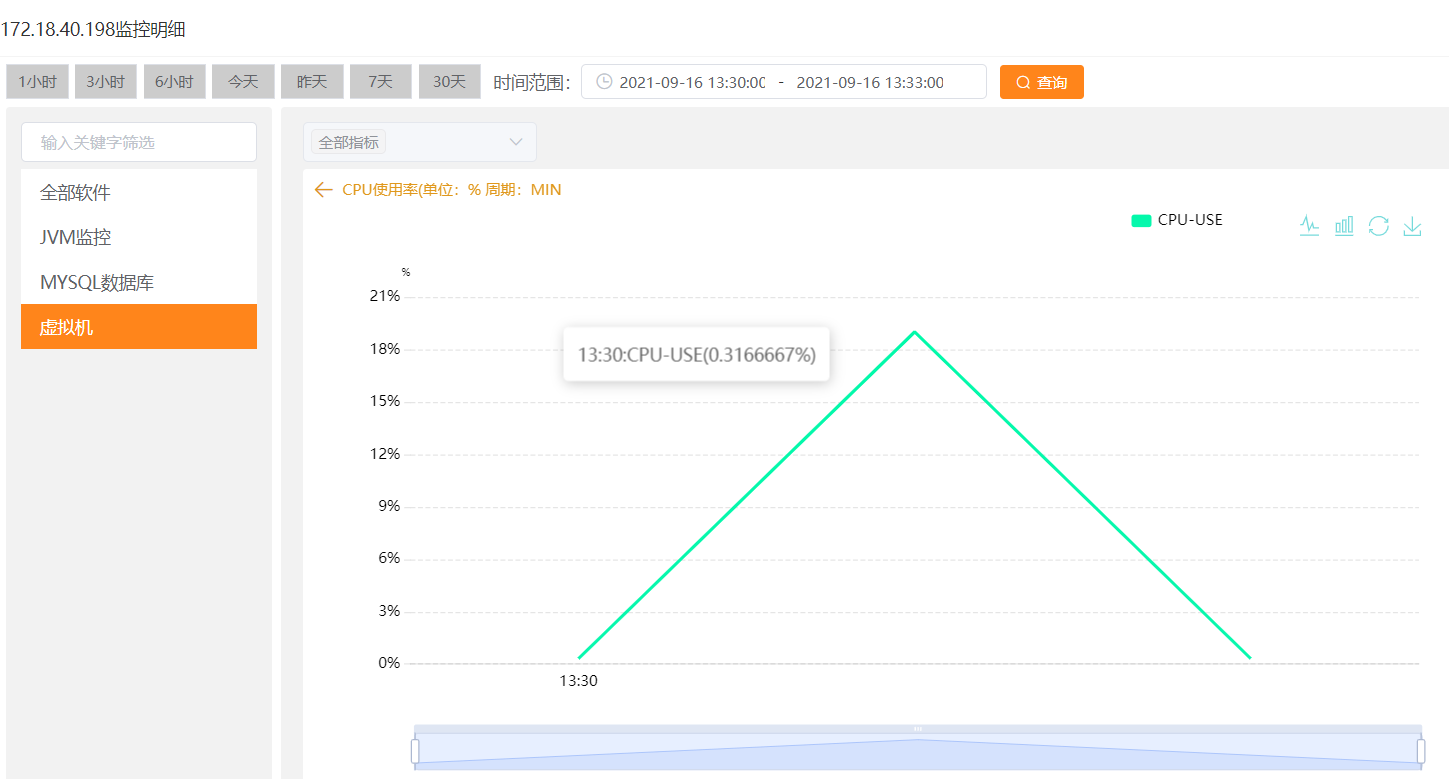 172.18.40.198监控明细
1小时 3小时 6小时 今天 昨天 7天 30天 时间范围： 2021-09-16 13:30:00 - 2021-09-16 13:33:00 查询
输入关键字筛选
全部软件
JVM监控
MYSQL数据库
虚拟机
全部指标
CPU使用率(单位：% 周期：MIN
CPU-USE
%
21%
18%
15%
12%
9%
6%
3%
0%
13:30:CPU-USE(0.3166667%)
13:30